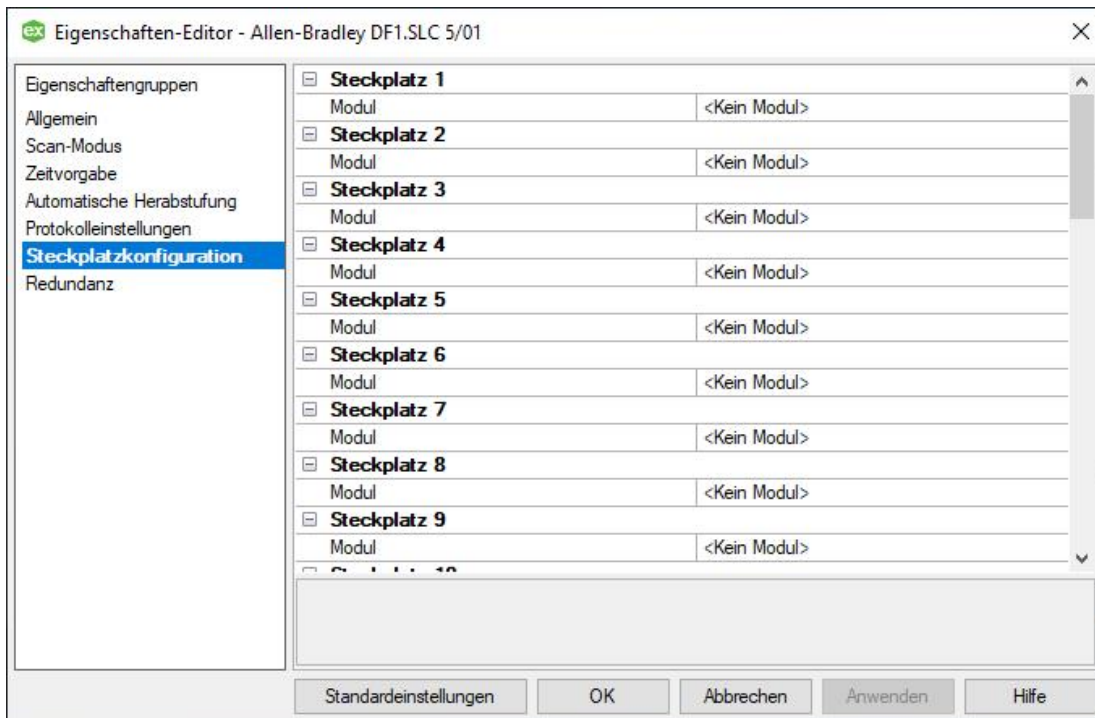 ex Eigenschaften-Editor - Allen-Bradley DF1.SLC 5/01
Eigenschaftengruppen
Allgemein
Scan-Modus
Zeitvorgabe
Automatische Herabstufung
Protokolleinstellungen
Steckplatzkonfiguration
Redundanz
Steckplatz 1
Modul <Kein Modul>
Steckplatz 2
Modul <Kein Modul>
Steckplatz 3
Modul <Kein Modul>
Steckplatz 4
Modul <Kein Modul>
Steckplatz 5
Modul <Kein Modul>
Steckplatz 6
Modul <Kein Modul>
Steckplatz 7
Modul <Kein Modul>
Steckplatz 8
Modul <Kein Modul>
Steckplatz 9
Modul <Kein Modul>
Steckplatz 10
Standardeinstellungen OK Abbrechen Anwenden Hilfe